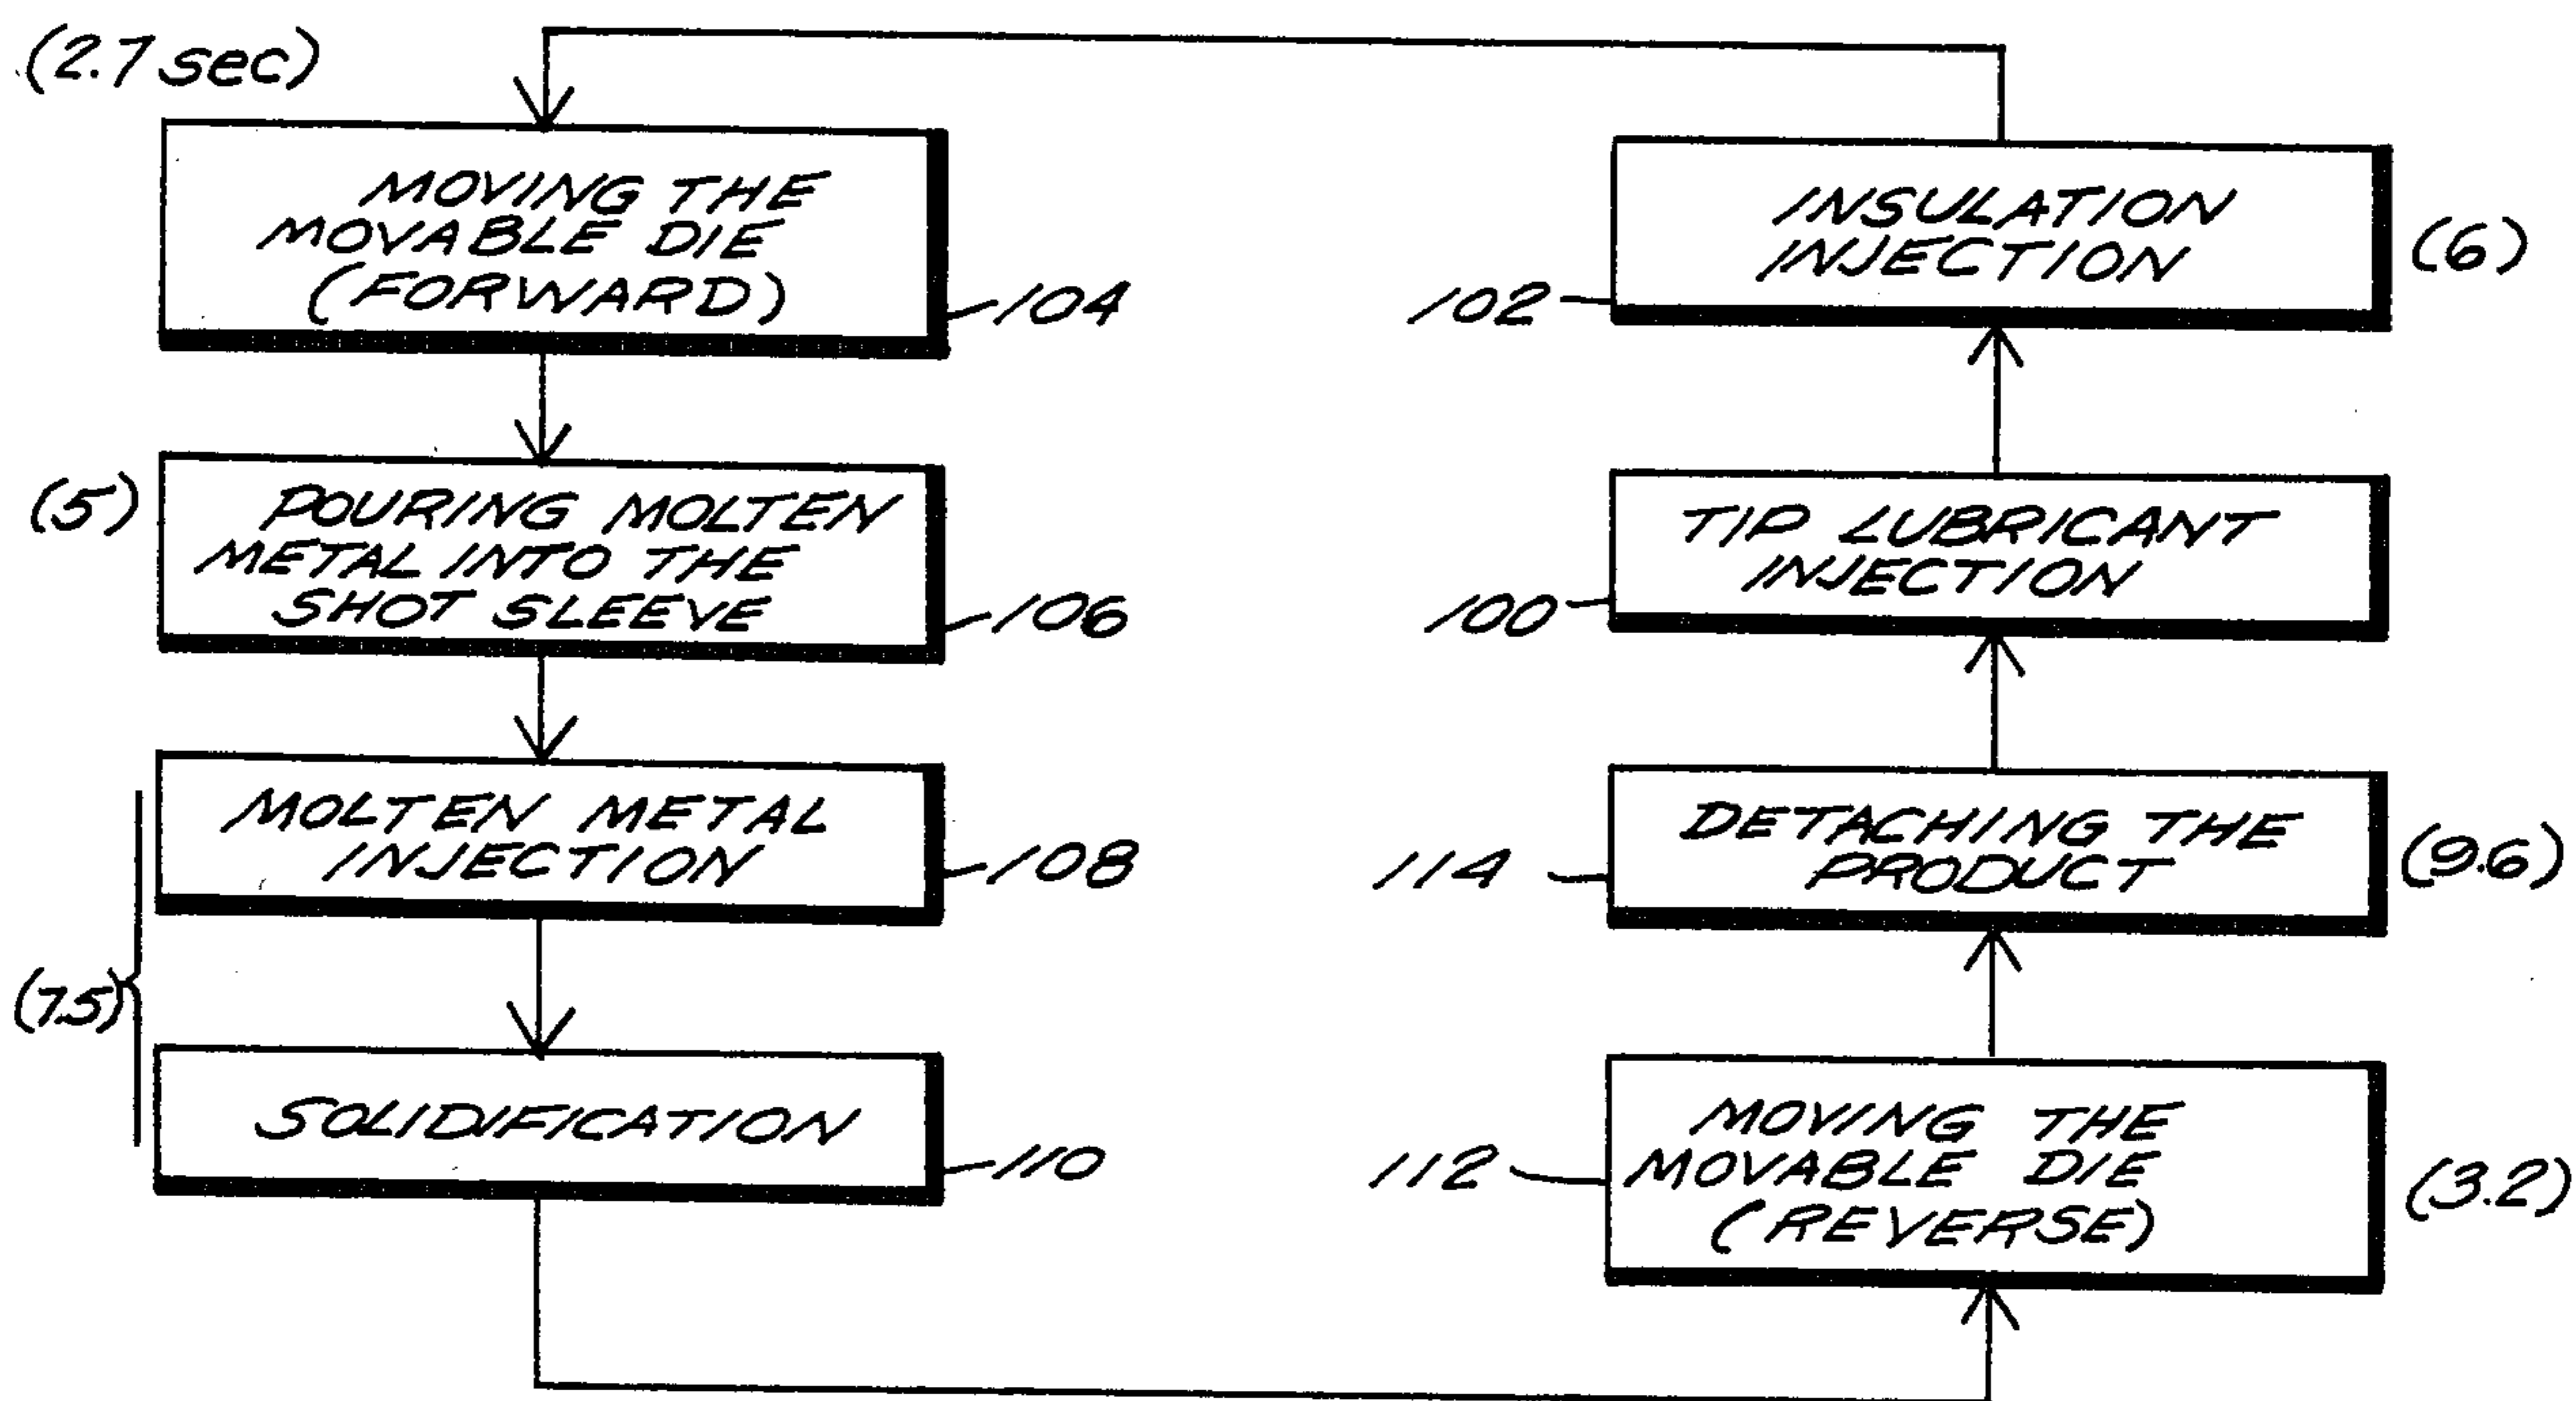 (2.7 sec)
MOVING THE
MOVABLE DIE
(FORWARD)
104
(5)
POURING MOLTEN
METAL INTO THE
SHOT SLEEVE
106
MOLTEN METAL
INJECTION
108
(7.5)
SOLIDIFICATION
110
INSULATION
INJECTION
(6)
102
TIP LUBRICANT
INJECTION
100
DETACHING THE
PRODUCT
(9.6)
114
MOVING THE
MOVABLE DIE
(REVERSE)
(3.2)
112